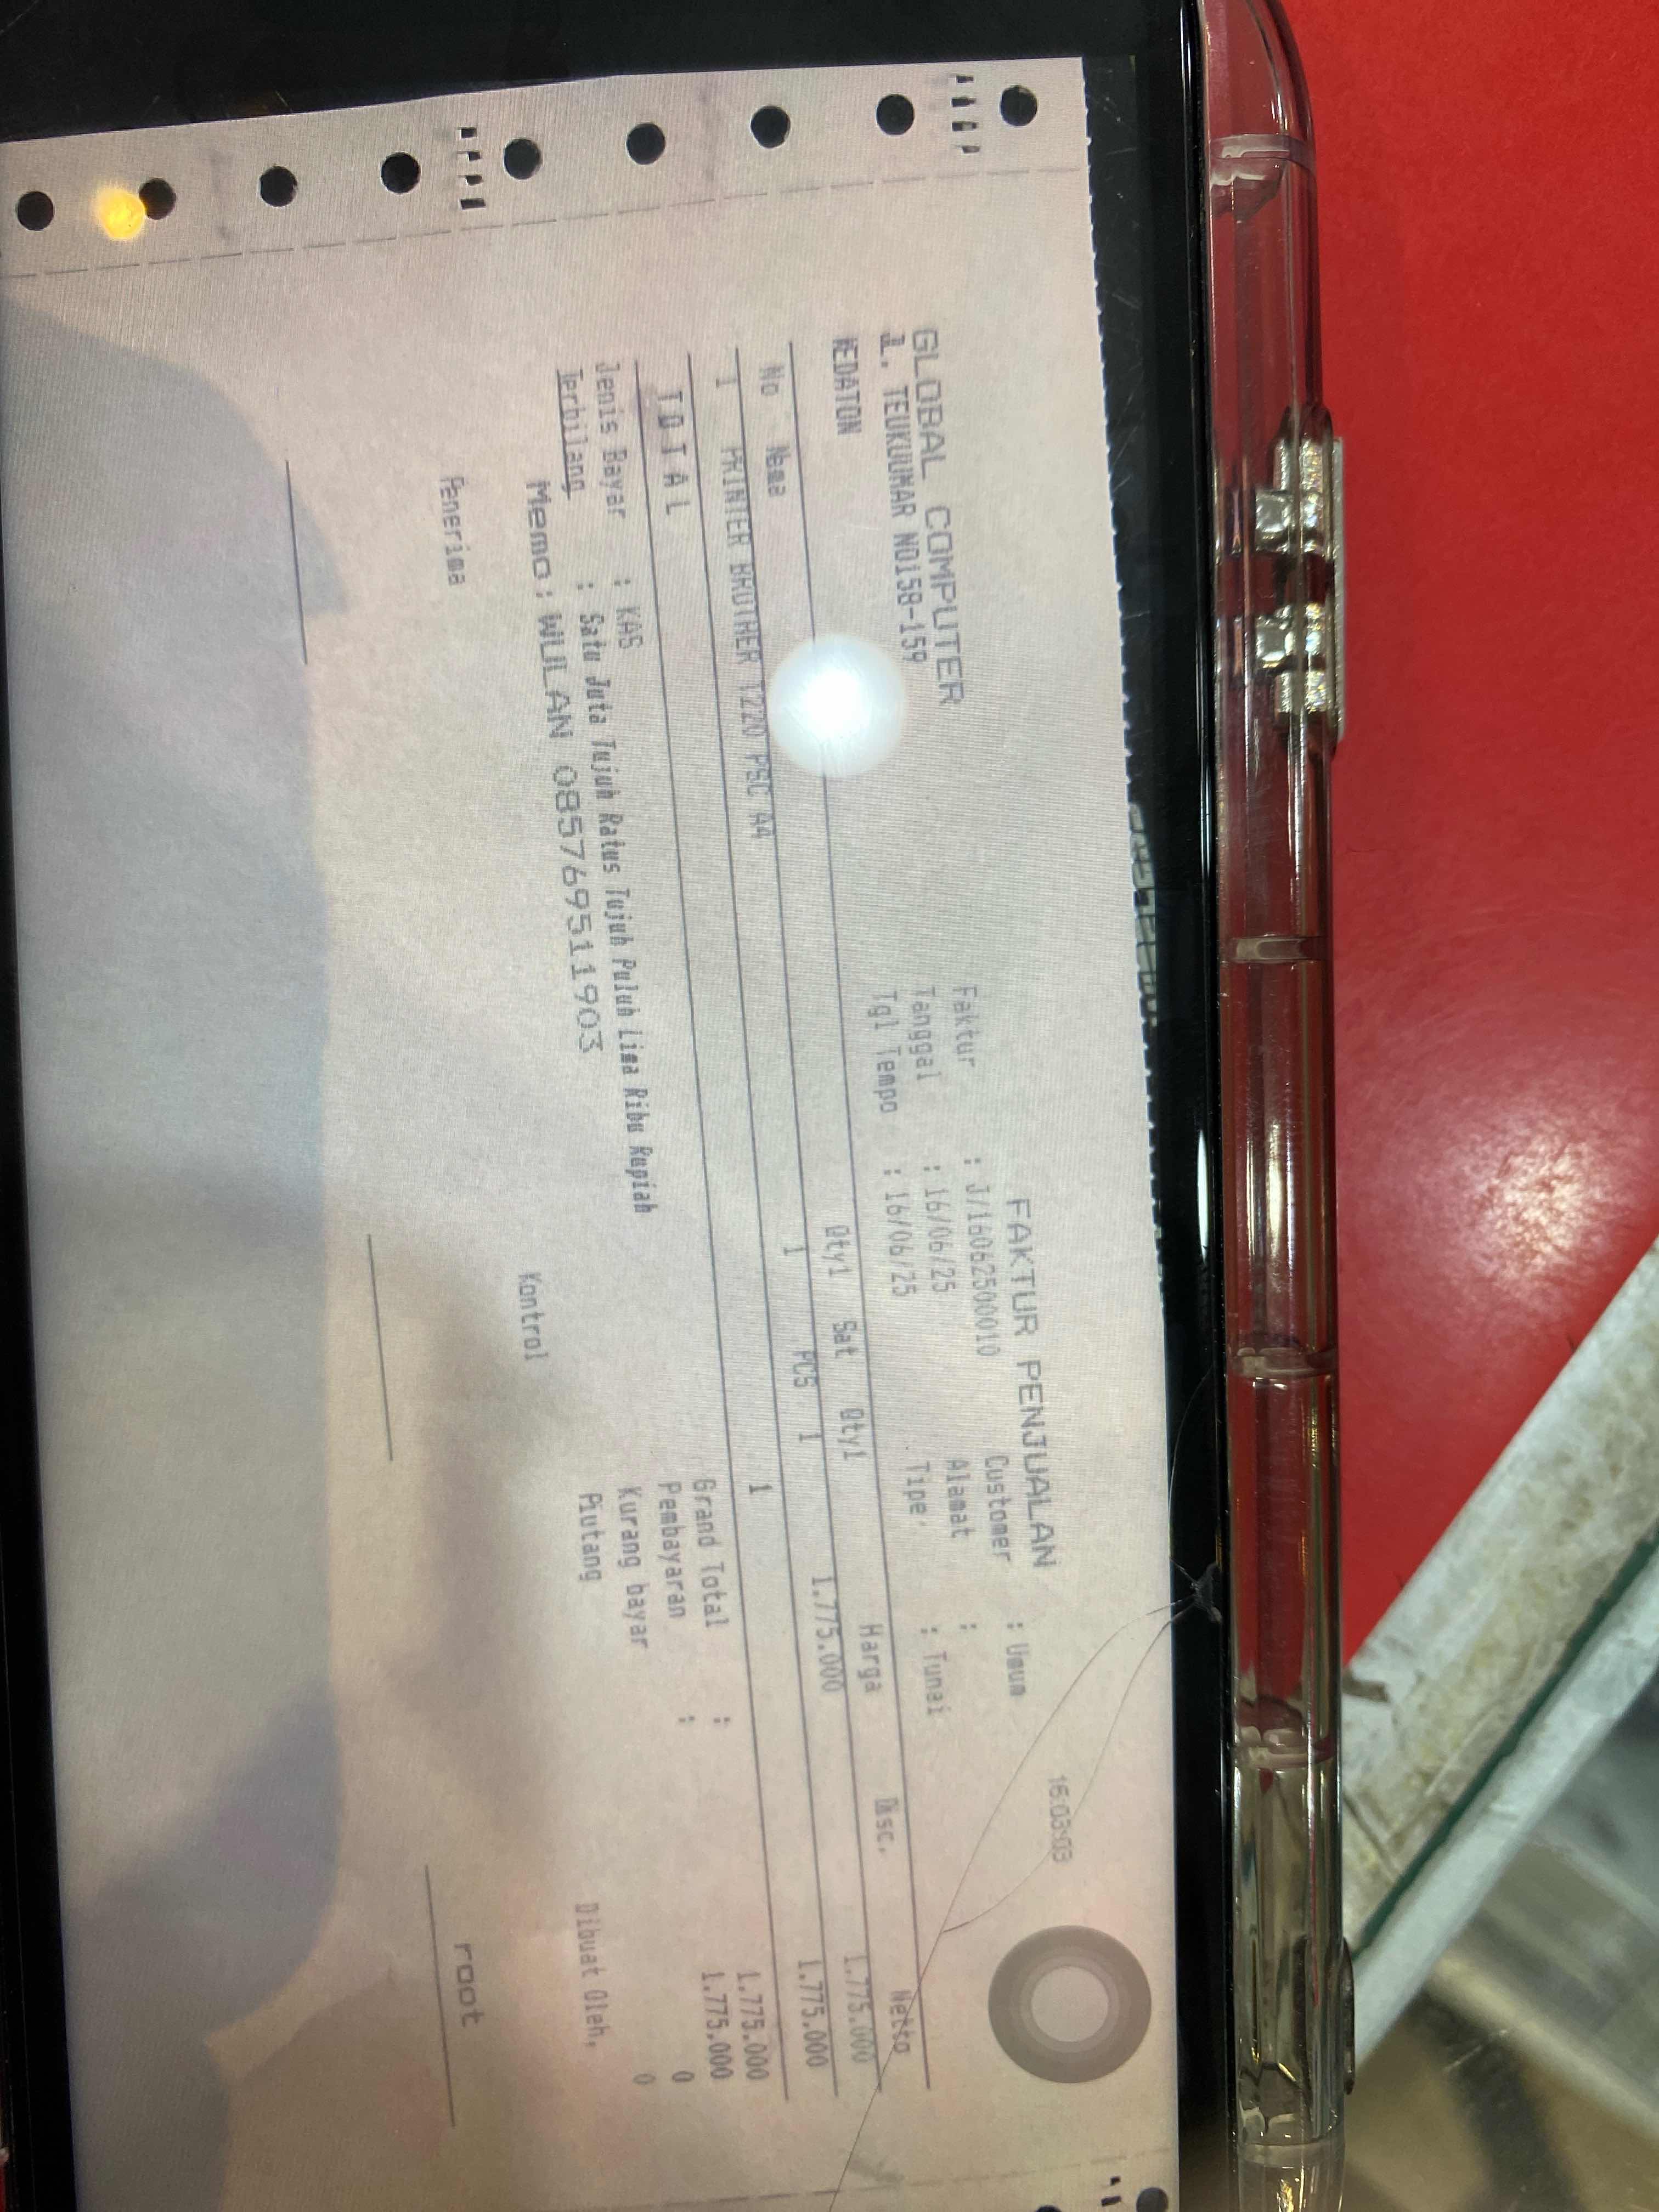 FAKTUR PENJUALAN 16:03:03
GLOBAL COMPUTER Faktur : J/160625000010 Customer : Umum
JL. TEUKUUMAR NO158-159 Tanggal : 16/06/25 Alamat :
KEDATON Tgl Tempo : 16/06/25 Tipe. : Tunai
No Nama Qty1 Sat Qty1 Harga Disc. Netto
1 PRINTER BROTHER T220 PSC A4 1 PCS 1 1.775.000 1.775.000
T O T A L 1 1.775.000
Jenis Bayar : KAS Grand Total : 1.775.000
Terbilang : Satu Juta Tujuh Ratus Tujuh Puluh Lima Ribu Rupiah Pembayaran : 1.775.000
Memo : WULAN 085769511903 Kurang bayar 0
Piutang 0
Penerima Kontrol Dibuat Oleh,
root